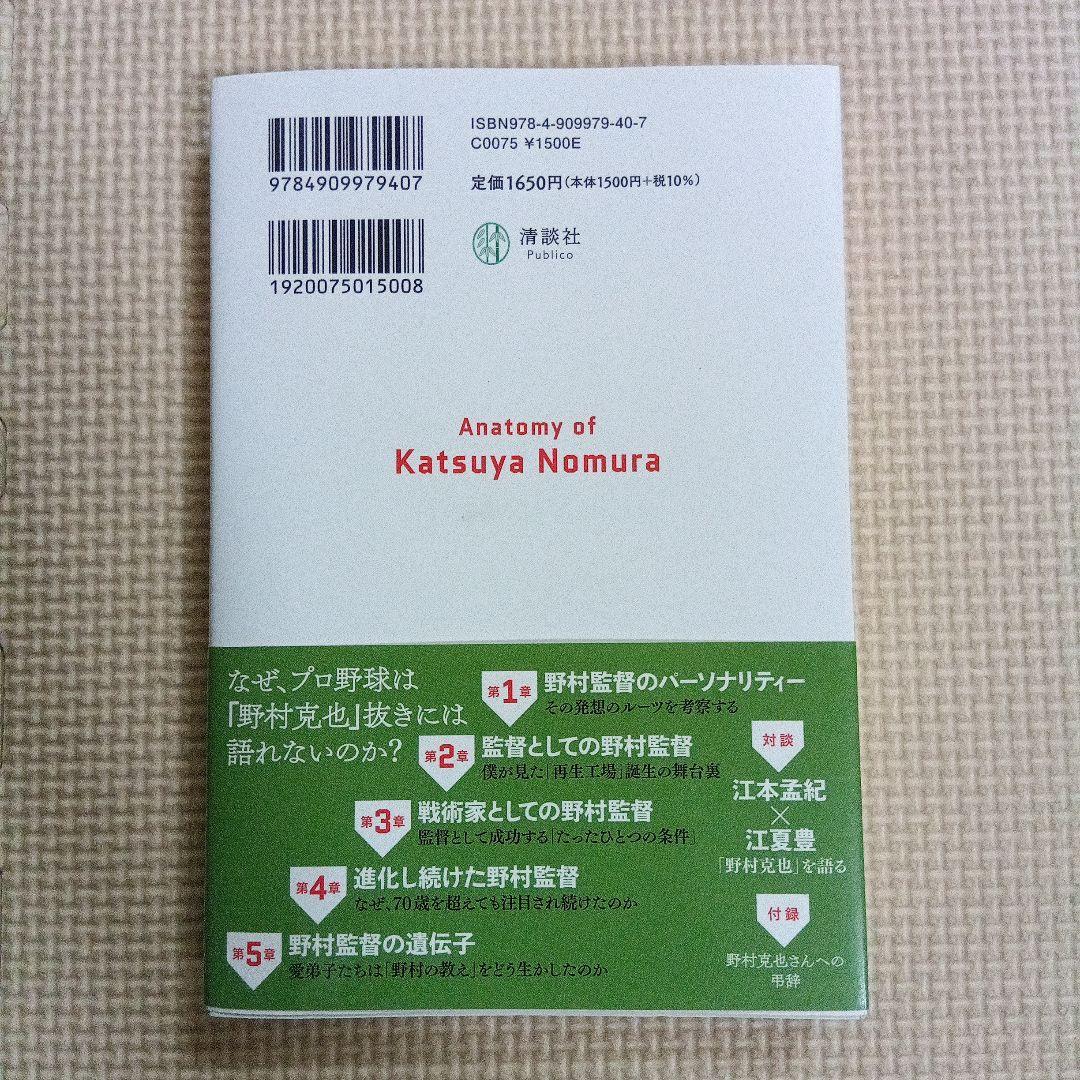 ISBN978-4-909979-40-7
C0075 ¥1500E
9784909979407
定価1650円(本体1500円+税10%)
清談社
Publico
1920075015008
Anatomy of
Katsuya Nomura
なぜ、プロ野球は
「野村克也」抜きには
語れないのか?
第1章 野村監督のパーソナリティー
その発想のルーツを考察する
第2章 監督としての野村監督
僕が見た「再生工場」誕生の舞台裏
第3章 戦術家としての野村監督
監督として成功する「たったひとつの条件」
第4章 進化し続けた野村監督
なぜ、70歳を超えても注目され続けたのか
第5章 野村監督の遺伝子
愛弟子たちは「野村の教え」をどう生かしたのか
対談
江本孟紀
×
江夏豊
「野村克也」を語る
付録
野村克也さんへの
弔辞